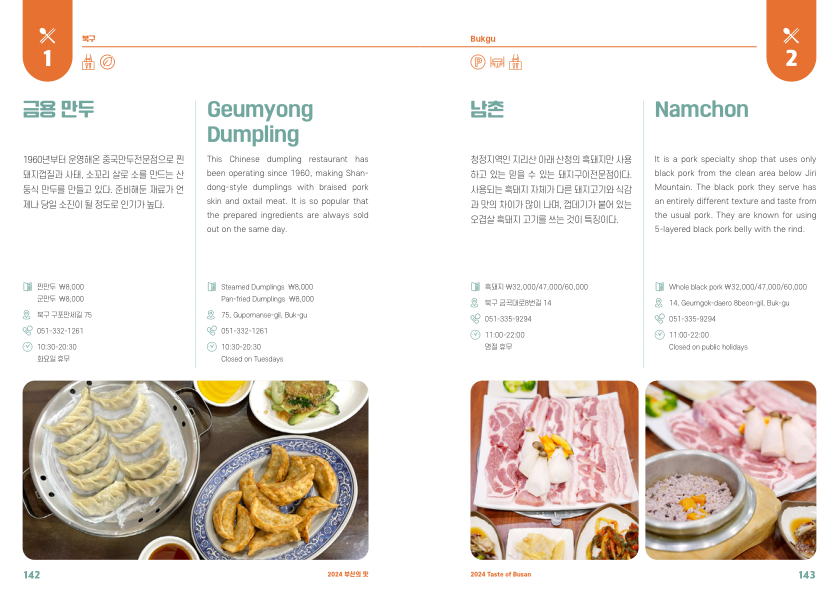 1
북구
금용 만두
Geumyong
Dumpling
1960년부터 운영해온 중국만두전문점으로 찐
돼지껍질과 사태, 소꼬리 살로 소를 만드는 산
둥식 만두를 만들고 있다. 준비해둔 재료가 언
제나 당일 소진이 될 정도로 인기가 높다.
This Chinese dumpling restaurant has
been operating since 1960, making Shan-
dong-style dumplings with braised pork
skin and oxtail meat. It is so popular that
the prepared ingredients are always sold
out on the same day.
찐만두 ₩8,000
군만두 ₩8,000
북구 구포만세길 75
051-332-1261
10:30-20:30
화요일 휴무
Steamed Dumplings ₩8,000
Pan-fried Dumplings ₩8,000
75, Gupomanse-gil, Buk-gu
051-332-1261
10:30-20:30
Closed on Tuesdays
142
2024 부산의 맛
Bukgu
2
P
남촌
Namchon
청정지역인 지리산 아래 산청의 흑돼지만 사용
하고 있는 믿을 수 있는 돼지구이전문점이다.
사용되는 흑돼지 자체가 다른 돼지고기와 식감
과 맛의 차이가 많이 나며, 껍데기가 붙어 있는
오겹살 흑돼지 고기를 쓰는 것이 특징이다.
It is a pork specialty shop that uses only
black pork from the clean area below Jiri
Mountain. The black pork they serve has
an entirely different texture and taste from
the usual pork. They are known for using
5-layered black pork belly with the rind.
흑돼지 ₩32,000/47,000/60,000
북구 금곡대로8번길 14
051-335-9294
11:00-22:00
명절 휴무
Whole black pork ₩32,000/47,000/60,000
14, Geumgok-daero 8beon-gil, Buk-gu
051-335-9294
11:00-22:00
Closed on public holidays
2024 Taste of Busan
143